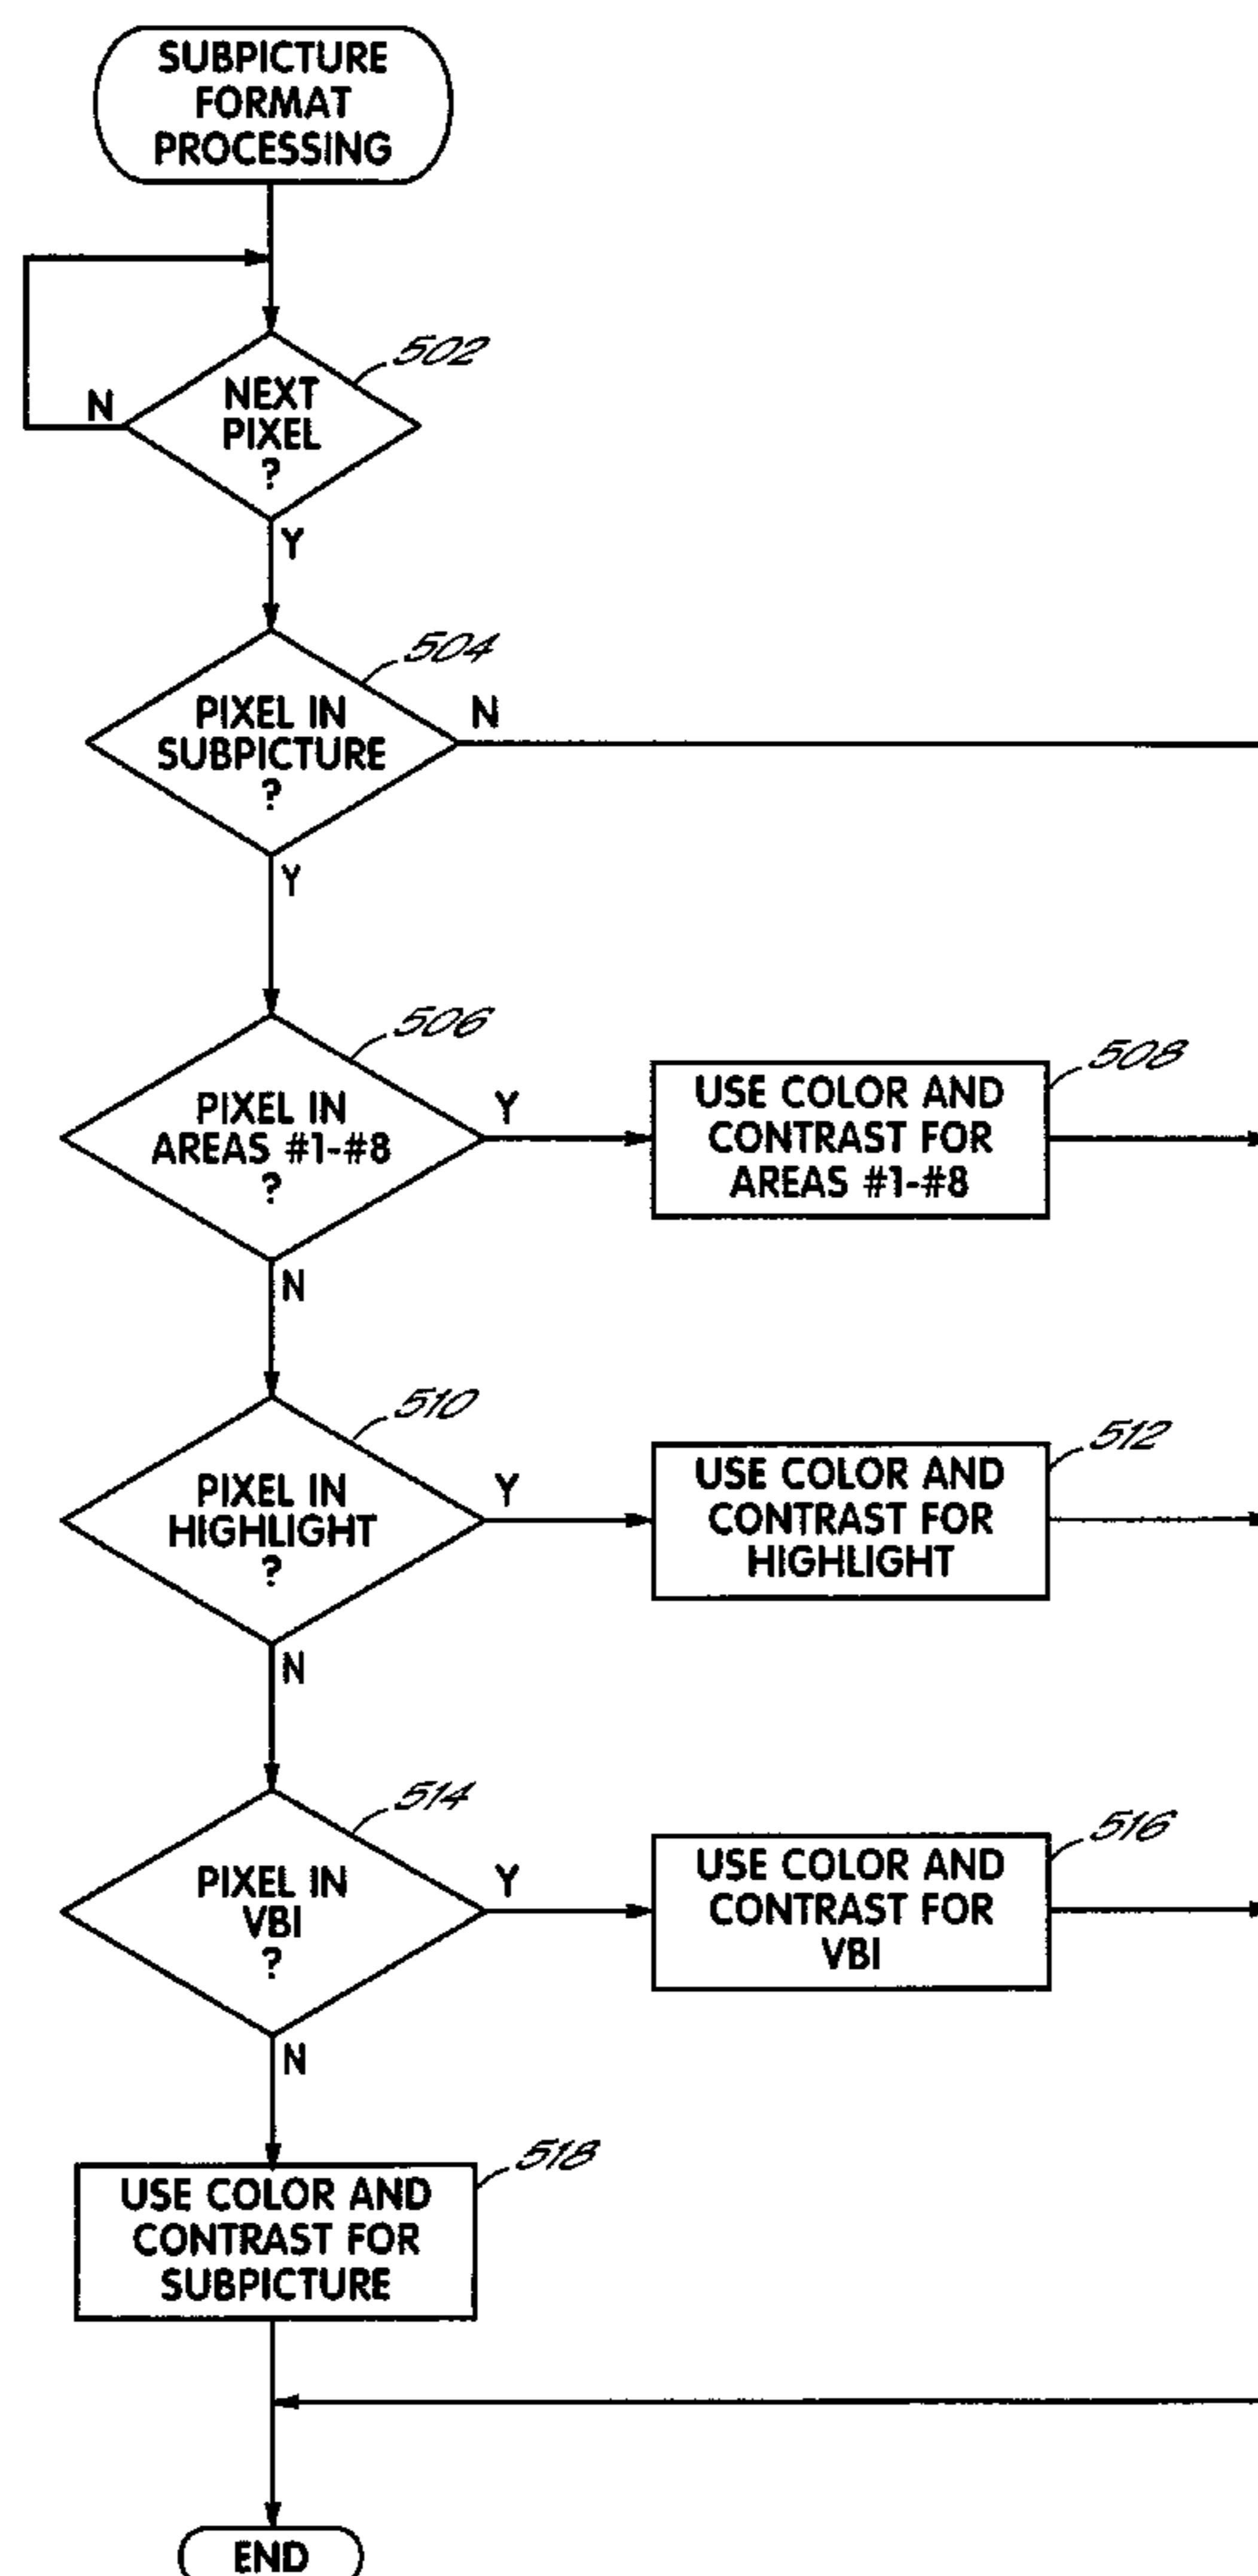 SUBPICTURE
FORMAT
PROCESSING
502
NEXT
PIXEL
?
N
Y
504
PIXEL IN
SUBPICTURE
?
N
Y
506
PIXEL IN
AREAS #1-#8
?
Y
N
508
USE COLOR AND
CONTRAST FOR
AREAS #1-#8
510
PIXEL IN
HIGHLIGHT
?
Y
N
512
USE COLOR AND
CONTRAST FOR
HIGHLIGHT
514
PIXEL IN
VBI
?
Y
N
516
USE COLOR AND
CONTRAST FOR
VBI
518
USE COLOR AND
CONTRAST FOR
SUBPICTURE
END